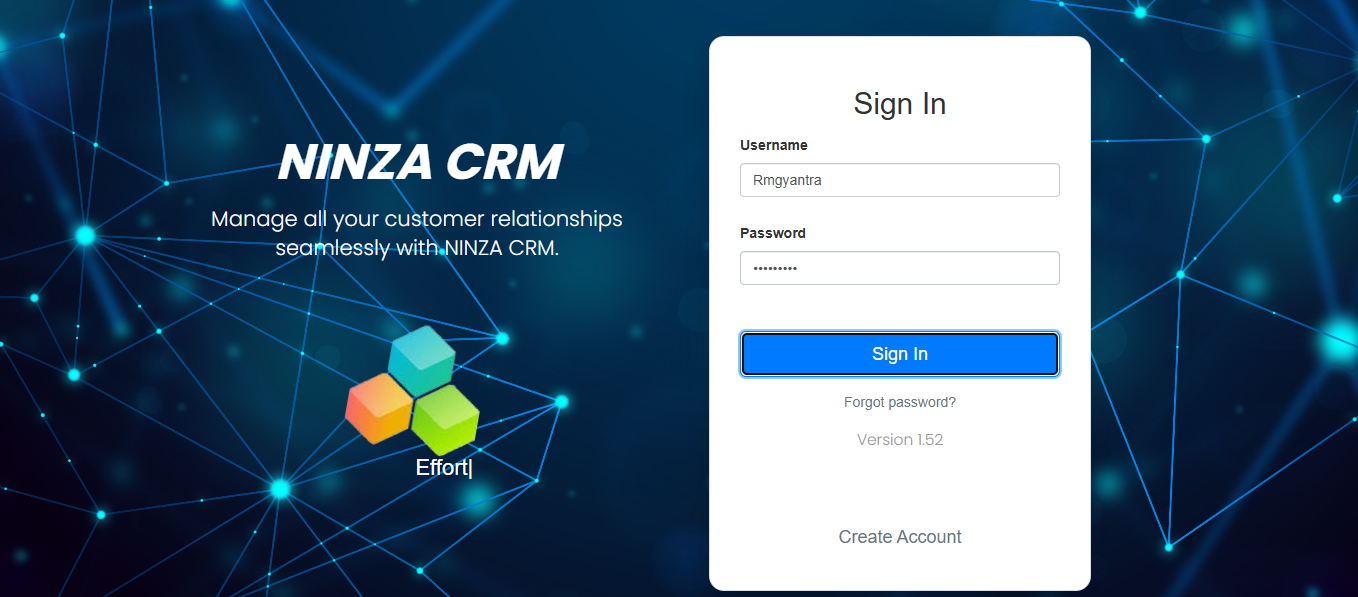 NINZA CRM
Manage all your customer relationships
seamlessly with NINZA CRM.
Effort|
Sign In
Username
Rmgyantra
Password
•••••••••
Sign In
Forgot password?
Version 1.52
Create Account